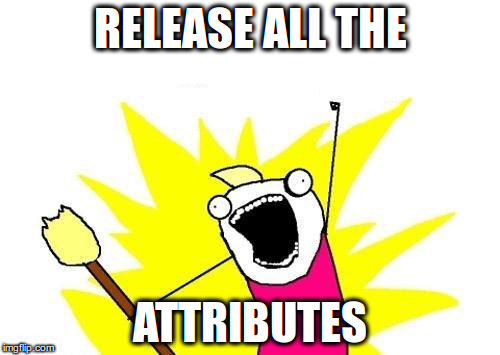 RELEASE ALL THE
ATTRIBUTES
imgflip.com